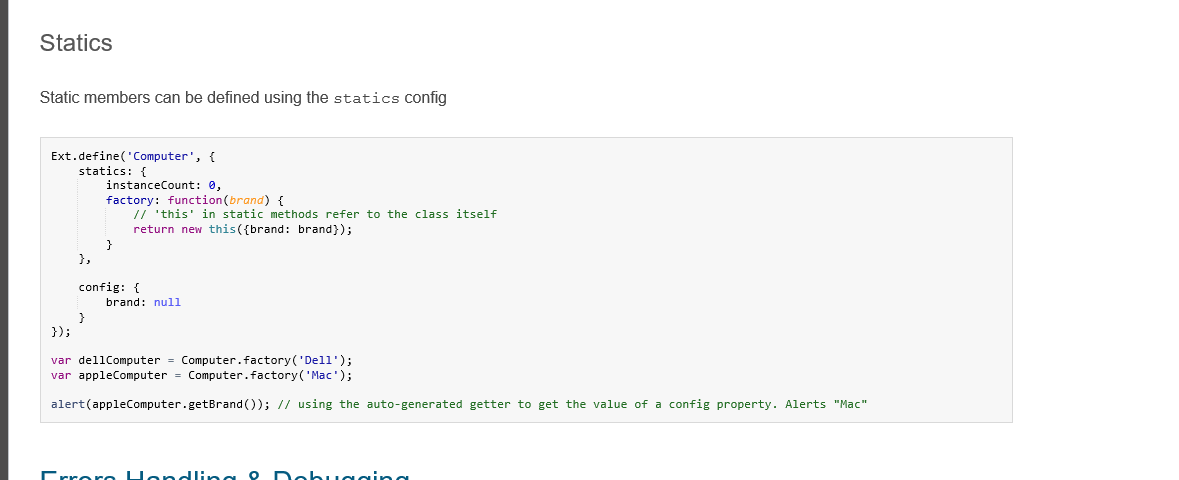 Statics
Static members can be defined using the statics config
Ext.define('Computer', {
    statics: {
        instanceCount: 0,
        factory: function(brand) {
            // 'this' in static methods refer to the class itself
            return new this({brand: brand});
        }
    },

    config: {
        brand: null
    }
});

var dellComputer = Computer.factory('Dell');
var appleComputer = Computer.factory('Mac');

alert(appleComputer.getBrand()); // using the auto-generated getter to get the value of a config property. Alerts "Mac"
Errors Handling & Debugging